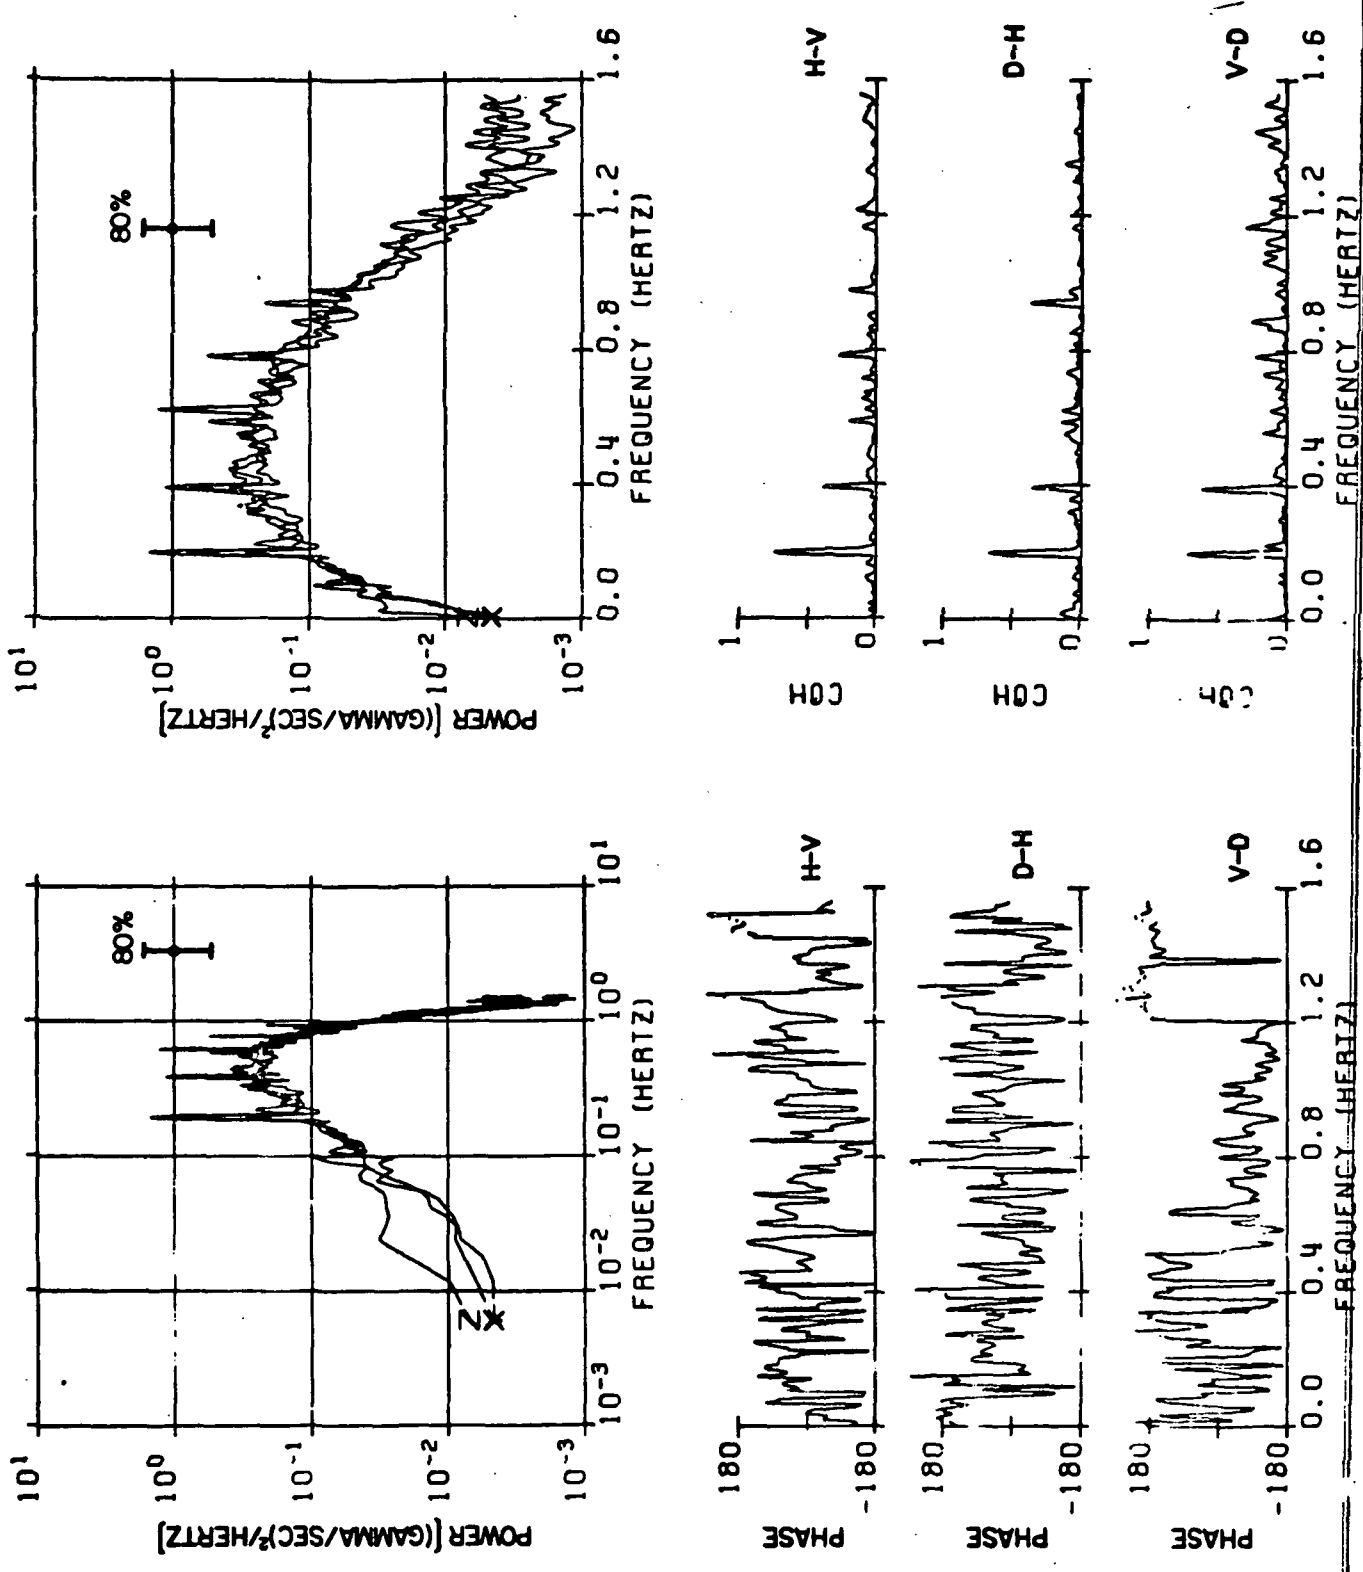 POWER [(GAMMA/SEC)²/HERTZ]
10¹
10⁰
10⁻¹
10⁻²
10⁻³
80%
Z
X
10⁻³
10⁻²
10⁻¹
10⁰
10¹
FREQUENCY (HERTZ)
POWER [(GAMMA/SEC)²/HERTZ]
10¹
10⁰
10⁻¹
10⁻²
10⁻³
80%
X
0.0
0.4
0.8
1.2
1.6
FREQUENCY (HERTZ)
PHASE
180
-180
H-V
PHASE
180
-180
D-H
PHASE
180
-180
V-D
0.0
0.4
0.8
1.2
1.6
FREQUENCY (HERTZ)
COH
1
0
H-V
COH
1
0
D-H
COH
1
0
V-D
0.0
0.4
0.8
1.2
1.6
FREQUENCY (HERTZ)